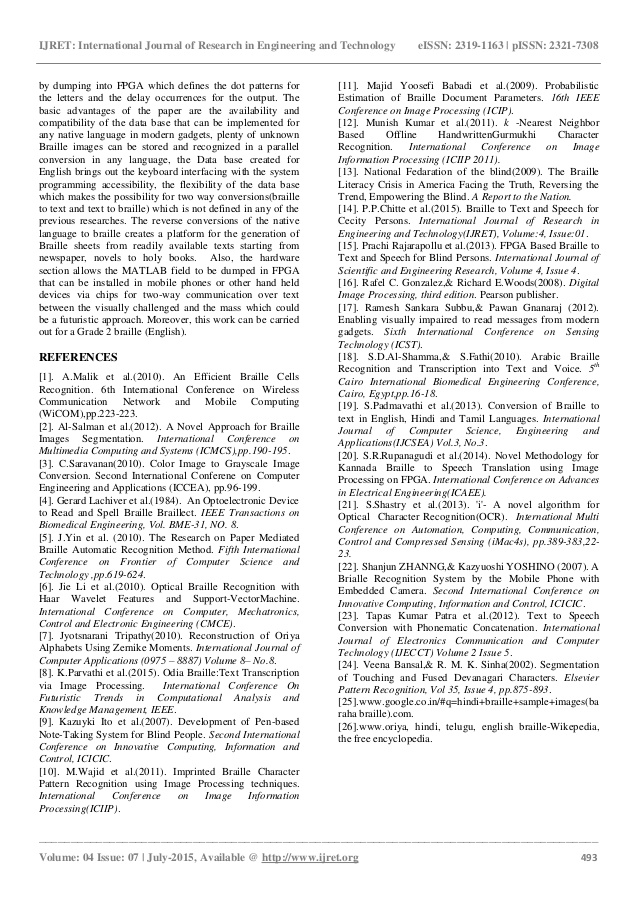 IJRET: International Journal of Research in Engineering and Technology eISSN: 2319-1163 | pISSN: 2321-7308
by dumping into FPGA which defines the dot patterns for
the letters and the delay occurrences for the output. The
basic advantages of the paper are the availability and
compatibility of the data base that can be implemented for
any native language in modern gadgets, plenty of unknown
Braille images can be stored and recognized in a parallel
conversion in any language, the Data base created for
English brings out the keyboard interfacing with the system
programming accessibility, the flexibility of the data base
which makes the possibility for two way conversions(braille
to text and text to braille) which is not defined in any of the
previous researches. The reverse conversions of the native
language to braille creates a platform for the generation of
Braille sheets from readily available texts starting from
newspaper, novels to holy books. Also, the hardware
section allows the MATLAB field to be dumped in FPGA
that can be installed in mobile phones or other hand held
devices via chips for two-way communication over text
between the visually challenged and the mass which could
be a futuristic approach. Moreover, this work can be carried
out for a Grade 2 braille (English).
REFERENCES
[1]. A.Malik et al.(2010). An Efficient Braille Cells
Recognition. 6th International Conference on Wireless
Communication Network and Mobile Computing
(WiCOM),pp.223-223.
[2]. Al-Salman et al.(2012). A Novel Approach for Braille
Images Segmentation. International Conference on
Multimedia Computing and Systems (ICMCS),pp.190-195.
[3]. C.Saravanan(2010). Color Image to Grayscale Image
Conversion. Second International Conferene on Computer
Engineering and Applications (ICCEA), pp.96-199.
[4]. Gerard Lachiver et al.(1984). An Optoelectronic Device
to Read and Spell Braille Braillect. IEEE Transactions on
Biomedical Engineering, Vol. BME-31, NO. 8.
[5]. J.Yin et al. (2010). The Research on Paper Mediated
Braille Automatic Recognition Method. Fifth International
Conference on Frontier of Computer Science and
Technology ,pp.619-624.
[6]. Jie Li et al.(2010). Optical Braille Recognition with
Haar Wavelet Features and Support-VectorMachine.
International Conference on Computer, Mechatronics,
Control and Electronic Engineering (CMCE).
[7]. Jyotsnarani Tripathy(2010). Reconstruction of Oriya
Alphabets Using Zernike Moments. International Journal of
Computer Applications (0975 – 8887) Volume 8– No.8.
[8]. K.Parvathi et al.(2015). Odia Braille:Text Transcription
via Image Processing. International Conference On
Futuristic Trends in Computational Analysis and
Knowledge Management, IEEE.
[9]. Kazuyki Ito et al.(2007). Development of Pen-based
Note-Taking System for Blind People. Second International
Conference on Innovative Computing, Information and
Control, ICICIC.
[10]. M.Wajid et al.(2011). Imprinted Braille Character
Pattern Recognition using Image Processing techniques.
International Conference on Image Information
Processing(ICIIP).
[11]. Majid Yoosefi Babadi et al.(2009). Probabilistic
Estimation of Braille Document Parameters. 16th IEEE
Conference on Image Processing (ICIP).
[12]. Munish Kumar et al.(2011). k -Nearest Neighbor
Based Offline HandwrittenGurmukhi Character
Recognition. International Conference on Image
Information Processing (ICIIP 2011).
[13]. National Fedaration of the blind(2009). The Braille
Literacy Crisis in America Facing the Truth, Reversing the
Trend, Empowering the Blind. A Report to the Nation.
[14]. P.P.Chitte et al.(2015). Braille to Text and Speech for
Cecity Persons. International Journal of Research in
Engineering and Technology(IJRET), Volume:4, Issue:01.
[15]. Prachi Rajarapollu et al.(2013). FPGA Based Braille to
Text and Speech for Blind Persons. International Journal of
Scientific and Engineering Research, Volume 4, Issue 4.
[16]. Rafel C. Gonzalez,& Richard E.Woods(2008). Digital
Image Processing, third edition. Pearson publisher.
[17]. Ramesh Sankara Subbu,& Pawan Gnanaraj (2012).
Enabling visually impaired to read messages from modern
gadgets. Sixth International Conference on Sensing
Technology (ICST).
[18]. S.D.Al-Shamma,& S.Fathi(2010). Arabic Braille
Recognition and Transcription into Text and Voice. 5th
Cairo International Biomedical Engineering Conference,
Cairo, Egypt,pp.16-18.
[19]. S.Padmavathi et al.(2013). Conversion of Braille to
text in English, Hindi and Tamil Languages. International
Journal of Computer Science, Engineering and
Applications(IJCSEA) Vol.3, No.3.
[20]. S.R.Rupanagudi et al.(2014). Novel Methodology for
Kannada Braille to Speech Translation using Image
Processing on FPGA. International Conference on Advances
in Electrical Engineering(ICAEE).
[21]. S.Shastry et al.(2013). 'i'- A novel algorithm for
Optical Character Recognition(OCR). International Multi
Conference on Automation, Computing, Communication,
Control and Compressed Sensing (iMac4s), pp.389-383,22-
23.
[22]. Shanjun ZHANNG,& Kazyuoshi YOSHINO (2007). A
Brialle Recognition System by the Mobile Phone with
Embedded Camera. Second International Conference on
Innovative Computing, Information and Control, ICICIC.
[23]. Tapas Kumar Patra et al.(2012). Text to Speech
Conversion with Phonematic Concatenation. International
Journal of Electronics Communication and Computer
Technology (IJECCT) Volume 2 Issue 5.
[24]. Veena Bansal,& R. M. K. Sinha(2002). Segmentation
of Touching and Fused Devanagari Characters. Elsevier
Pattern Recognition, Vol 35, Issue 4, pp.875-893.
[25].www.google.co.in/#q=hindi+braille+sample+images(ba
raha braille).com.
[26].www.oriya, hindi, telugu, english braille-Wikepedia,
the free encyclopedia.
Volume: 04 Issue: 07 | July-2015, Available @ http://www.ijret.org 493